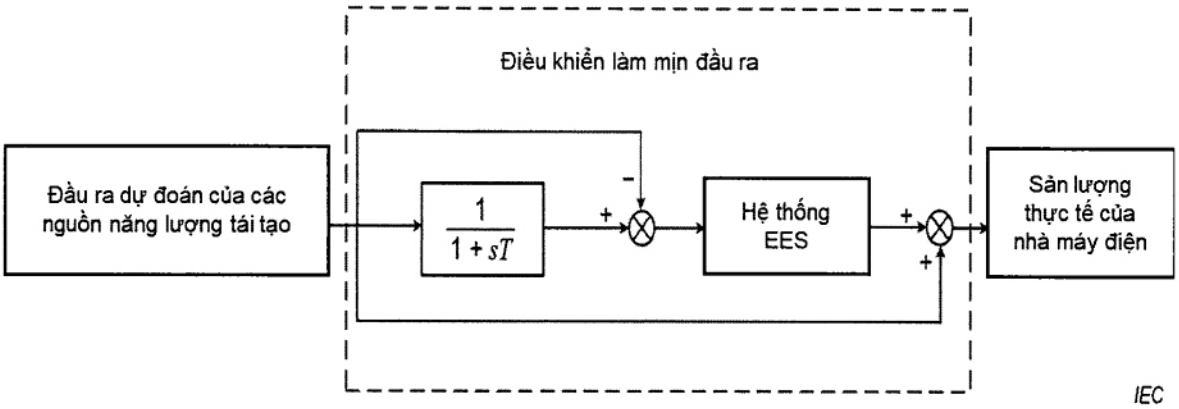 Điều khiển làm mịn đầu ra
Đầu ra dự đoán của các
nguồn năng lượng tái tạo
1
1 + sT
−
+
Hệ thống
EES
+
+
Sản lượng
thực tế của
nhà máy điện
IEC